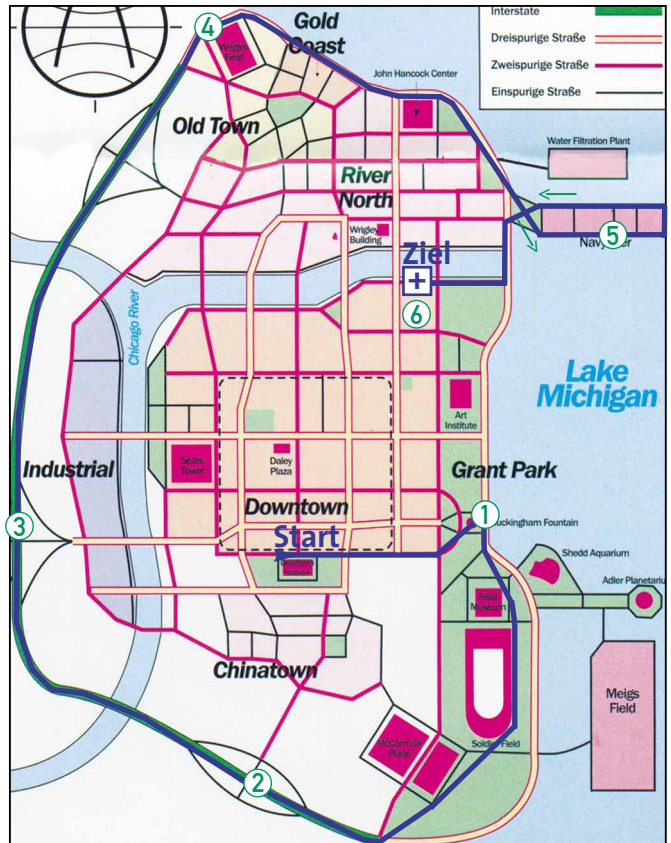 4
Gold
Coast
Wrigley
Field
Interstate
Dreispurige Straße
Zweispurige Straße
Einspurige Straße
John Hancock Center
Old Town
Water Filtration Plant
River
North
Wrigley
Building
5
Ziel
6
Chicago River
Lake
Michigan
Art
Institute
Industrial
Sears
Tower
Daley
Plaza
Grant Park
Downtown
3
1
Start
Buckingham Fountain
Dearborn
Station
Shedd Aquarium
Adler Planetariu
Field
Museum
Chinatown
Meigs
Field
McCormick
Place
Soldier Field
2